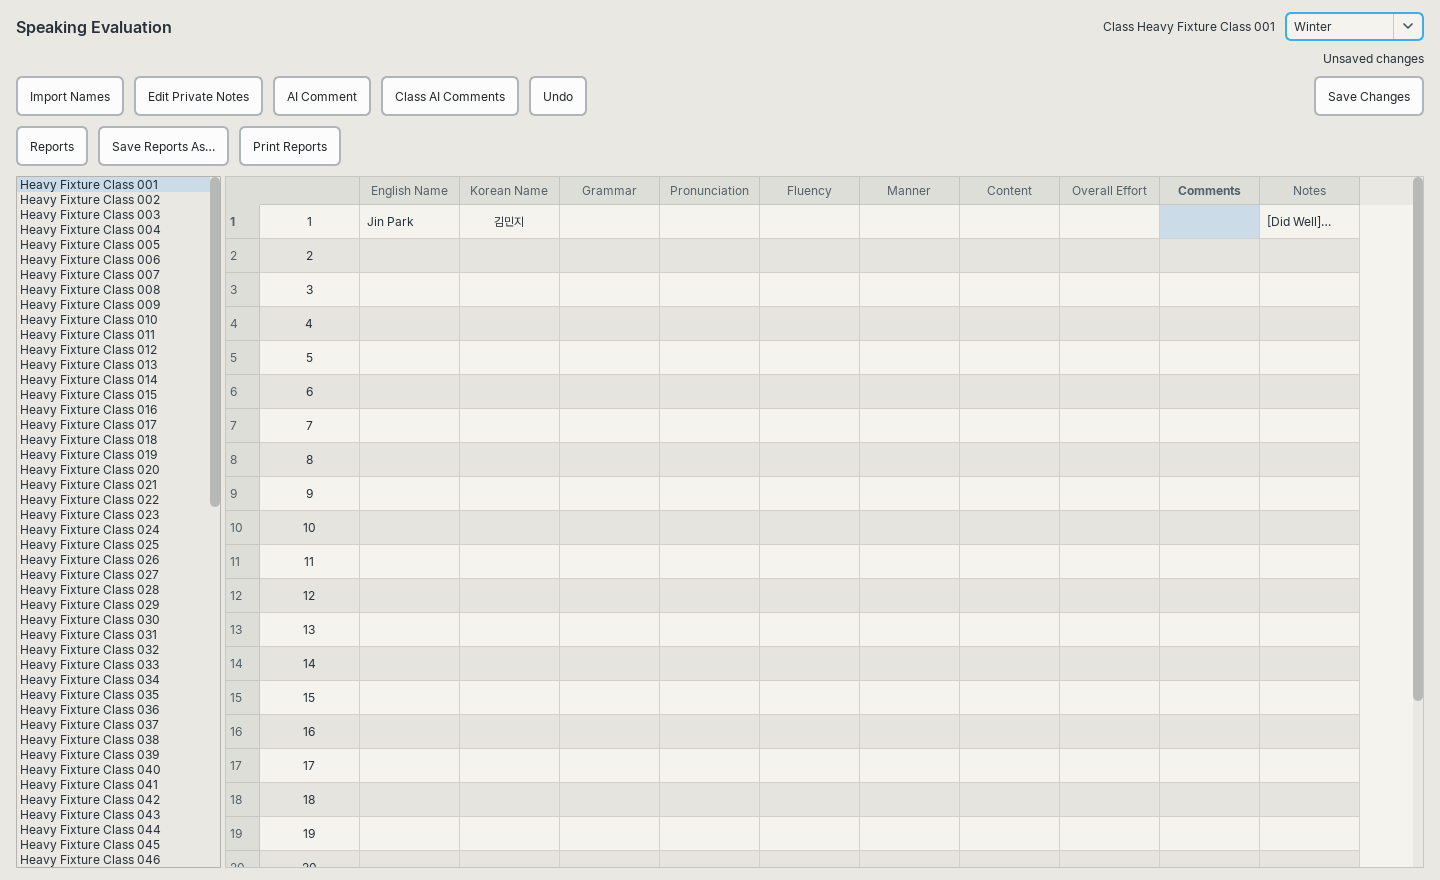 Speaking Evaluation
Class Heavy Fixture Class 001
Winter
Unsaved changes
Import Names
Edit Private Notes
AI Comment
Class AI Comments
Undo
Save Changes
Reports
Save Reports As...
Print Reports
Heavy Fixture Class 001
Heavy Fixture Class 002
Heavy Fixture Class 003
Heavy Fixture Class 004
Heavy Fixture Class 005
Heavy Fixture Class 006
Heavy Fixture Class 007
Heavy Fixture Class 008
Heavy Fixture Class 009
Heavy Fixture Class 010
Heavy Fixture Class 011
Heavy Fixture Class 012
Heavy Fixture Class 013
Heavy Fixture Class 014
Heavy Fixture Class 015
Heavy Fixture Class 016
Heavy Fixture Class 017
Heavy Fixture Class 018
Heavy Fixture Class 019
Heavy Fixture Class 020
Heavy Fixture Class 021
Heavy Fixture Class 022
Heavy Fixture Class 023
Heavy Fixture Class 024
Heavy Fixture Class 025
Heavy Fixture Class 026
Heavy Fixture Class 027
Heavy Fixture Class 028
Heavy Fixture Class 029
Heavy Fixture Class 030
Heavy Fixture Class 031
Heavy Fixture Class 032
Heavy Fixture Class 033
Heavy Fixture Class 034
Heavy Fixture Class 035
Heavy Fixture Class 036
Heavy Fixture Class 037
Heavy Fixture Class 038
Heavy Fixture Class 039
Heavy Fixture Class 040
Heavy Fixture Class 041
Heavy Fixture Class 042
Heavy Fixture Class 043
Heavy Fixture Class 044
Heavy Fixture Class 045
Heavy Fixture Class 046
English Name Korean Name Grammar Pronunciation Fluency Manner Content Overall Effort Comments Notes
1 1 Jin Park 김민지 [Did Well]...
2 2
3 3
4 4
5 5
6 6
7 7
8 8
9 9
10 10
11 11
12 12
13 13
14 14
15 15
16 16
17 17
18 18
19 19
20 20